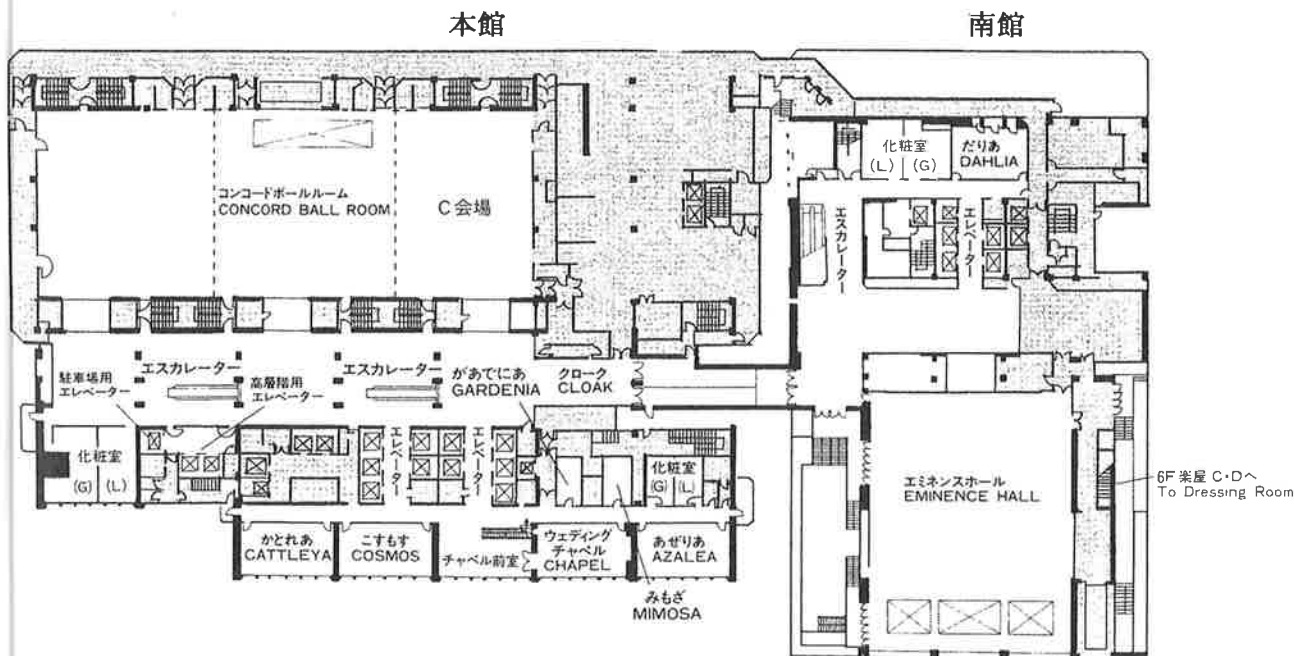 本館
南館
コンコードボールルーム
CONCORD BALL ROOM
C会場
化粧室
(L) (G)
だりあ
DAHLIA
エスカレーター
エレベーター
駐車場用
エレベーター
エスカレーター
高層階用
エレベーター
エスカレーター
があでにあ
GARDENIA
クローク
CLOAK
化粧室
(G) (L)
エレベーター
エレベーター
化粧室
(G) (L)
かとれあ
CATTLEYA
こすもす
COSMOS
チャペル前室
ウェディング
チャペル
CHAPEL
あぜりあ
AZALEA
みもざ
MIMOSA
エミネンスホール
EMINENCE HALL
6F 楽屋 C・Dへ
To Dressing Room